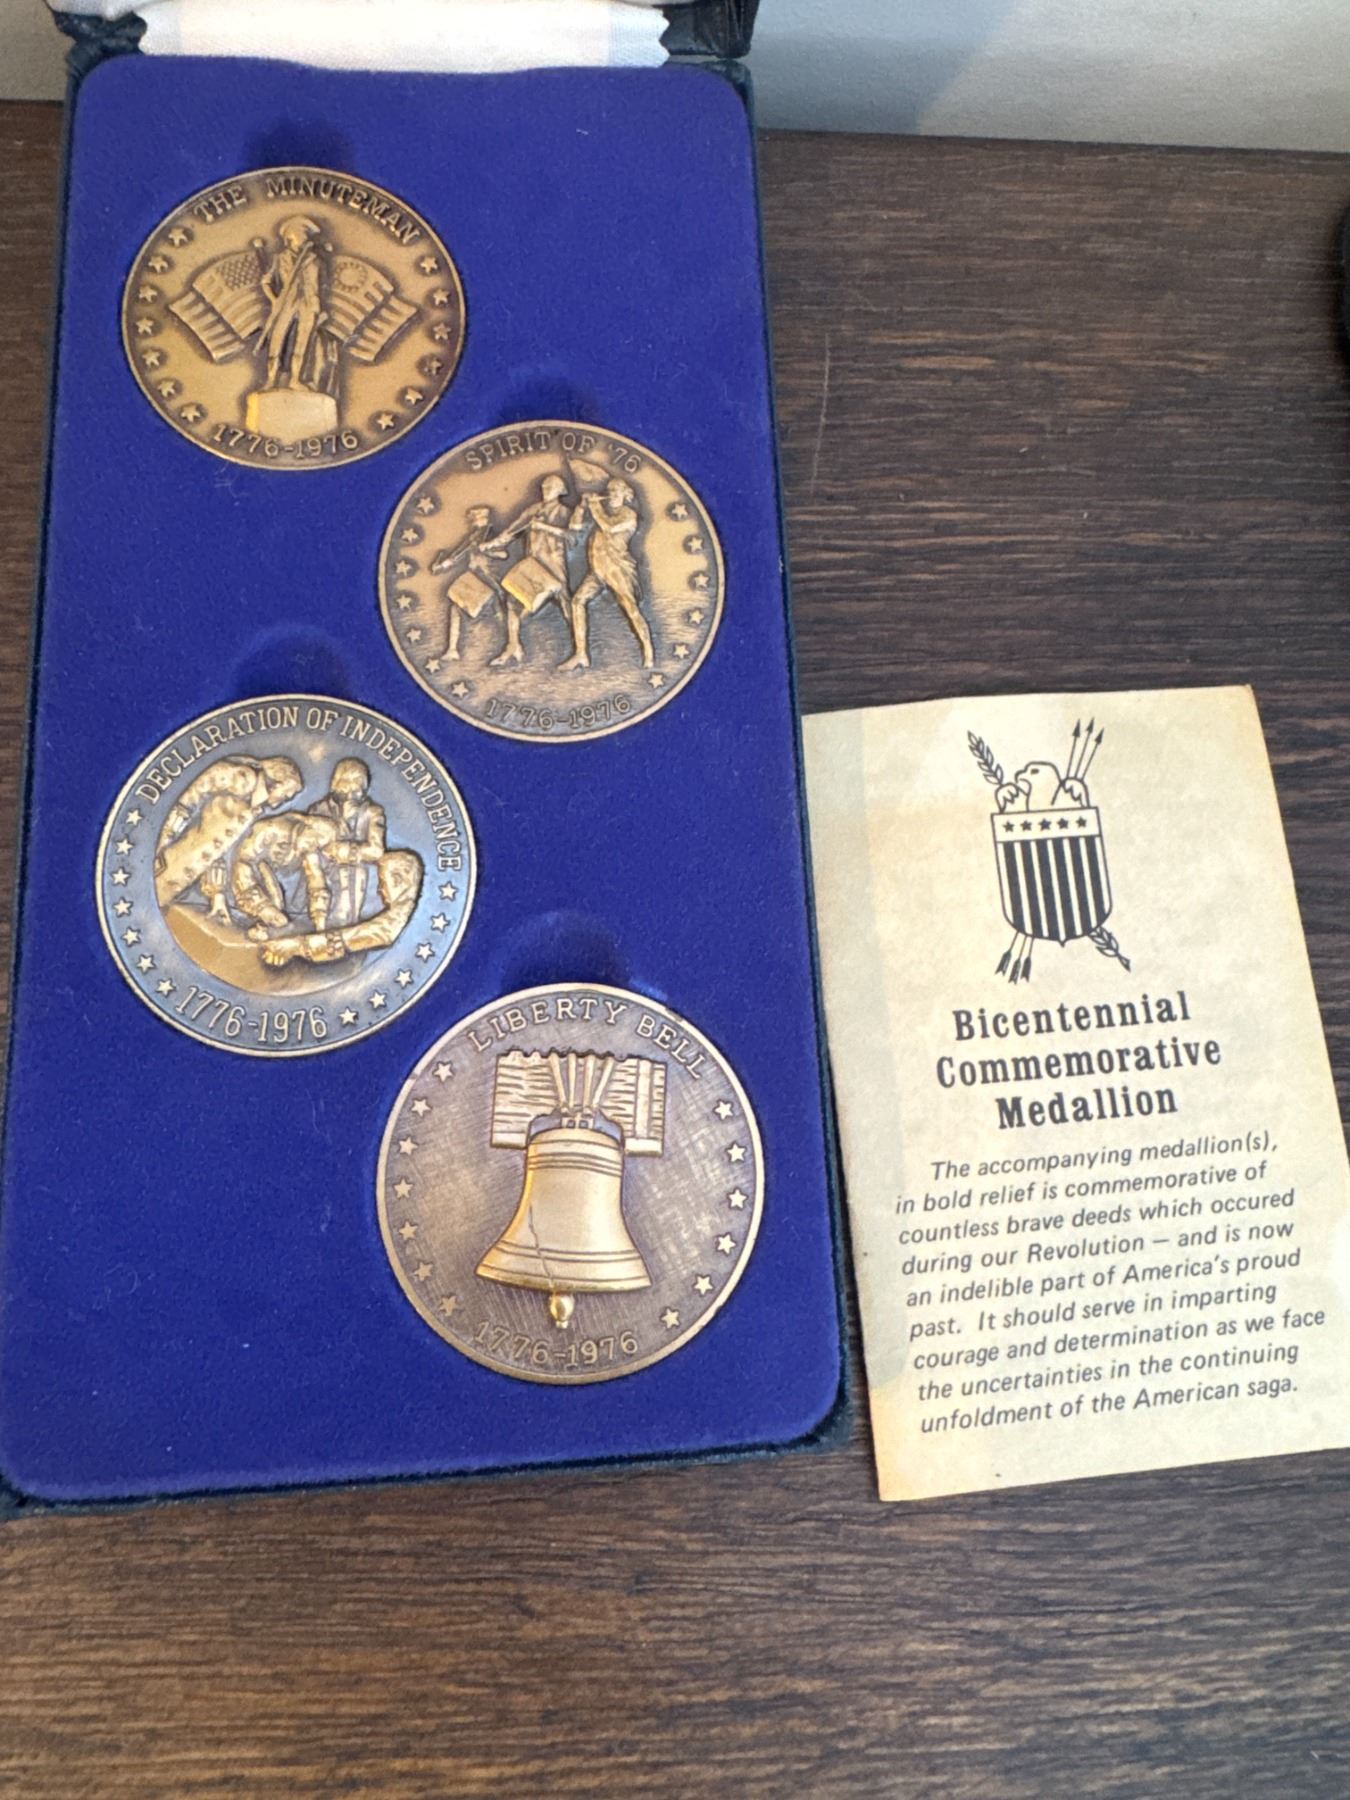 THE MINUTEMAN
1776-1976
SPIRIT OF '76
1776-1976
DECLARATION OF INDEPENDENCE
1776-1976
LIBERTY BELL
1776-1976
Bicentennial
Commemorative
Medallion
The accompanying medallion(s),
in bold relief is commemorative of
countless brave deeds which occured
during our Revolution — and is now
an indelible part of America's proud
past. It should serve in imparting
courage and determination as we face
the uncertainties in the continuing
unfoldment of the American saga.